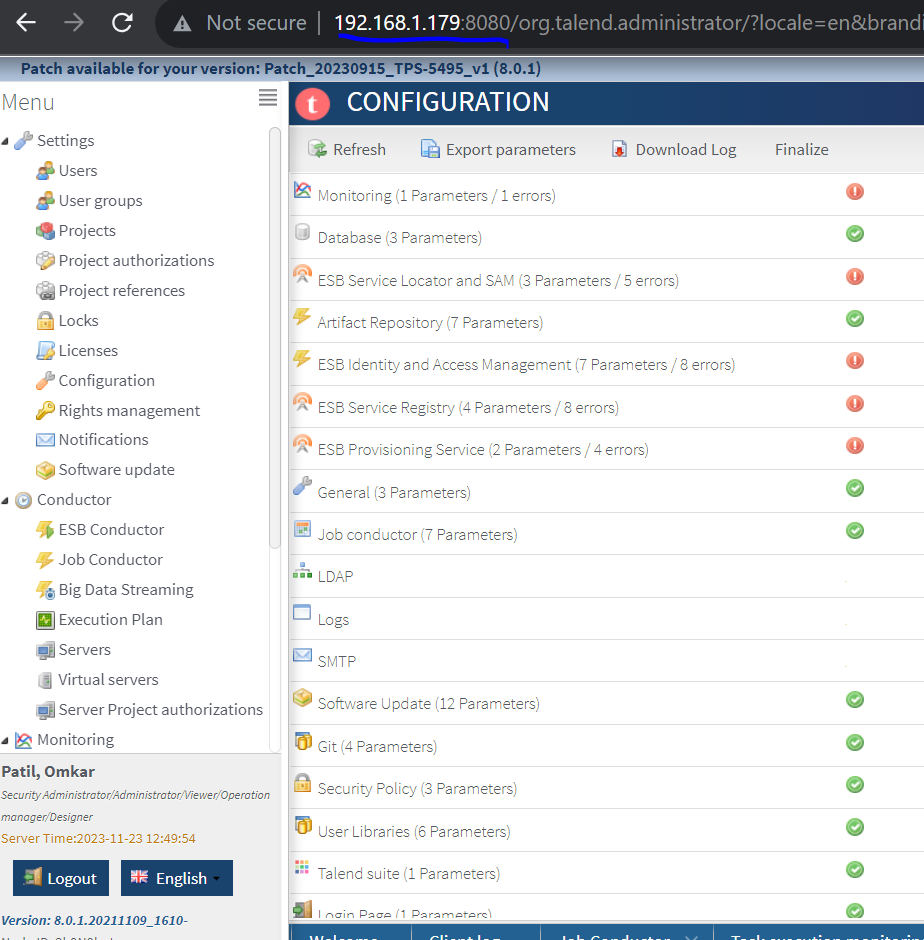 Not secure | 192.168.1.179:8080/org.talend.administrator/?locale=en&brandi
Patch available for your version: Patch_20230915_TPS-5495_v1 (8.0.1)
Menu
Settings
Users
User groups
Projects
Project authorizations
Project references
Locks
Licenses
Configuration
Rights management
Notifications
Software update
Conductor
ESB Conductor
Job Conductor
Big Data Streaming
Execution Plan
Servers
Virtual servers
Server Project authorizations
Monitoring
Patil, Omkar
Security Administrator/Administrator/Viewer/Operation
manager/Designer
Server Time:2023-11-23 12:49:54
Logout English
Version: 8.0.1.20211109_1610-
t CONFIGURATION
Refresh Export parameters Download Log Finalize
Monitoring (1 Parameters / 1 errors)
Database (3 Parameters)
ESB Service Locator and SAM (3 Parameters / 5 errors)
Artifact Repository (7 Parameters)
ESB Identity and Access Management (7 Parameters / 8 errors)
ESB Service Registry (4 Parameters / 8 errors)
ESB Provisioning Service (2 Parameters / 4 errors)
General (3 Parameters)
Job conductor (7 Parameters)
LDAP
Logs
SMTP
Software Update (12 Parameters)
Git (4 Parameters)
Security Policy (3 Parameters)
User Libraries (6 Parameters)
Talend suite (1 Parameters)
Login Page (1 Parameters)
Welcome Client log Job Conductor Task execution monitorin